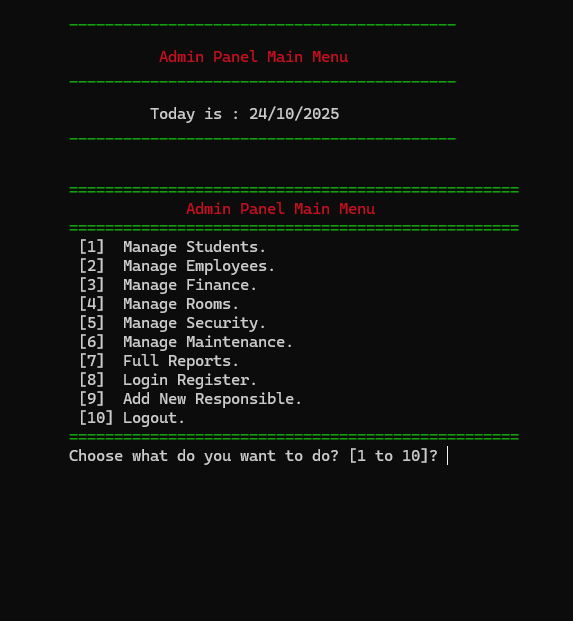 Admin Panel Main Menu
Today is : 24/10/2025
Admin Panel Main Menu
[1] Manage Students.
[2] Manage Employees.
[3] Manage Finance.
[4] Manage Rooms.
[5] Manage Security.
[6] Manage Maintenance.
[7] Full Reports.
[8] Login Register.
[9] Add New Responsible.
[10] Logout.
Choose what do you want to do? [1 to 10]?